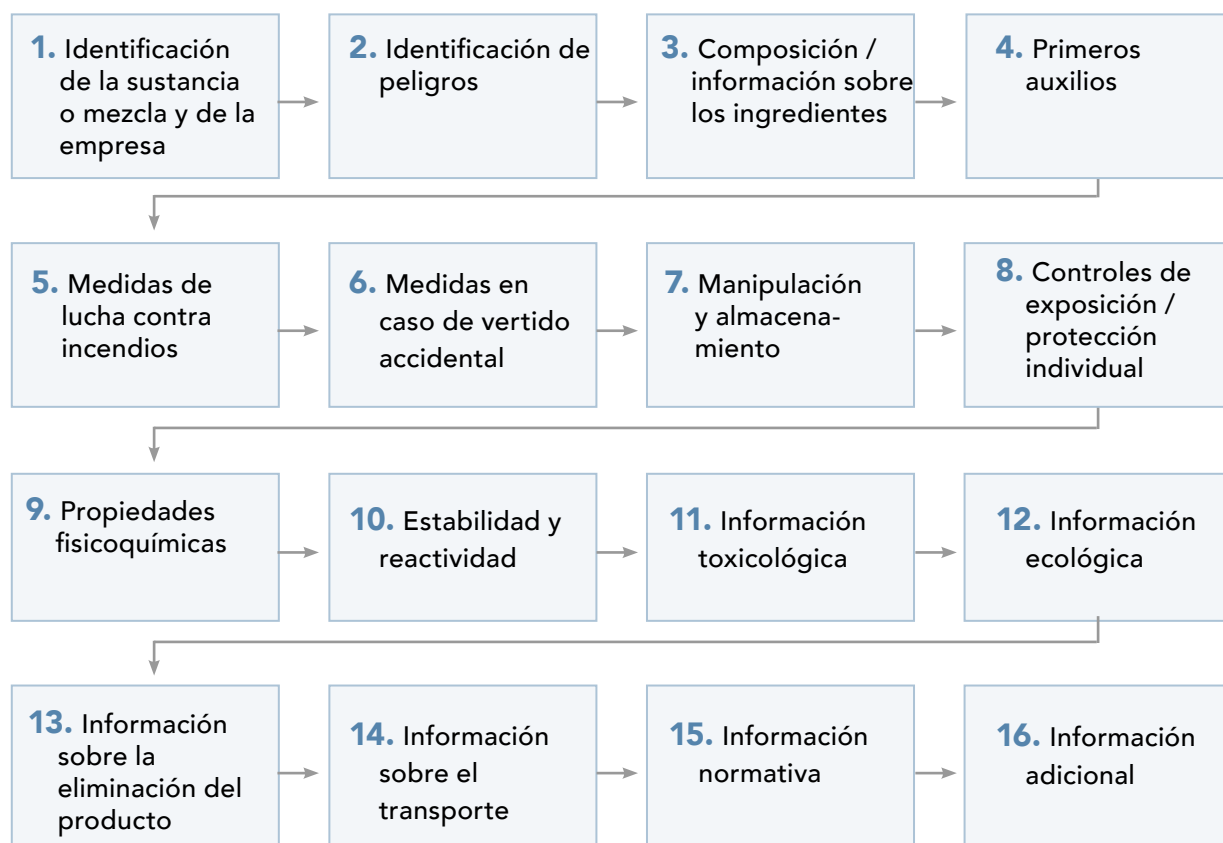 1. Identificación
de la sustancia
o mezcla y de la
empresa
2. Identificación de
peligros
3. Composición /
información sobre
los ingredientes
4. Primeros
auxilios
5. Medidas de
lucha contra
incendios
6. Medidas en
caso de vertido
accidental
7. Manipulación
y almacena-
miento
8. Controles de
exposición /
protección
individual
9. Propiedades
fisicoquímicas
10. Estabilidad y
reactividad
11. Información
toxicológica
12. Información
ecológica
13. Información
sobre la
eliminación del
producto
14. Información
sobre el
transporte
15. Información
normativa
16. Información
adicional